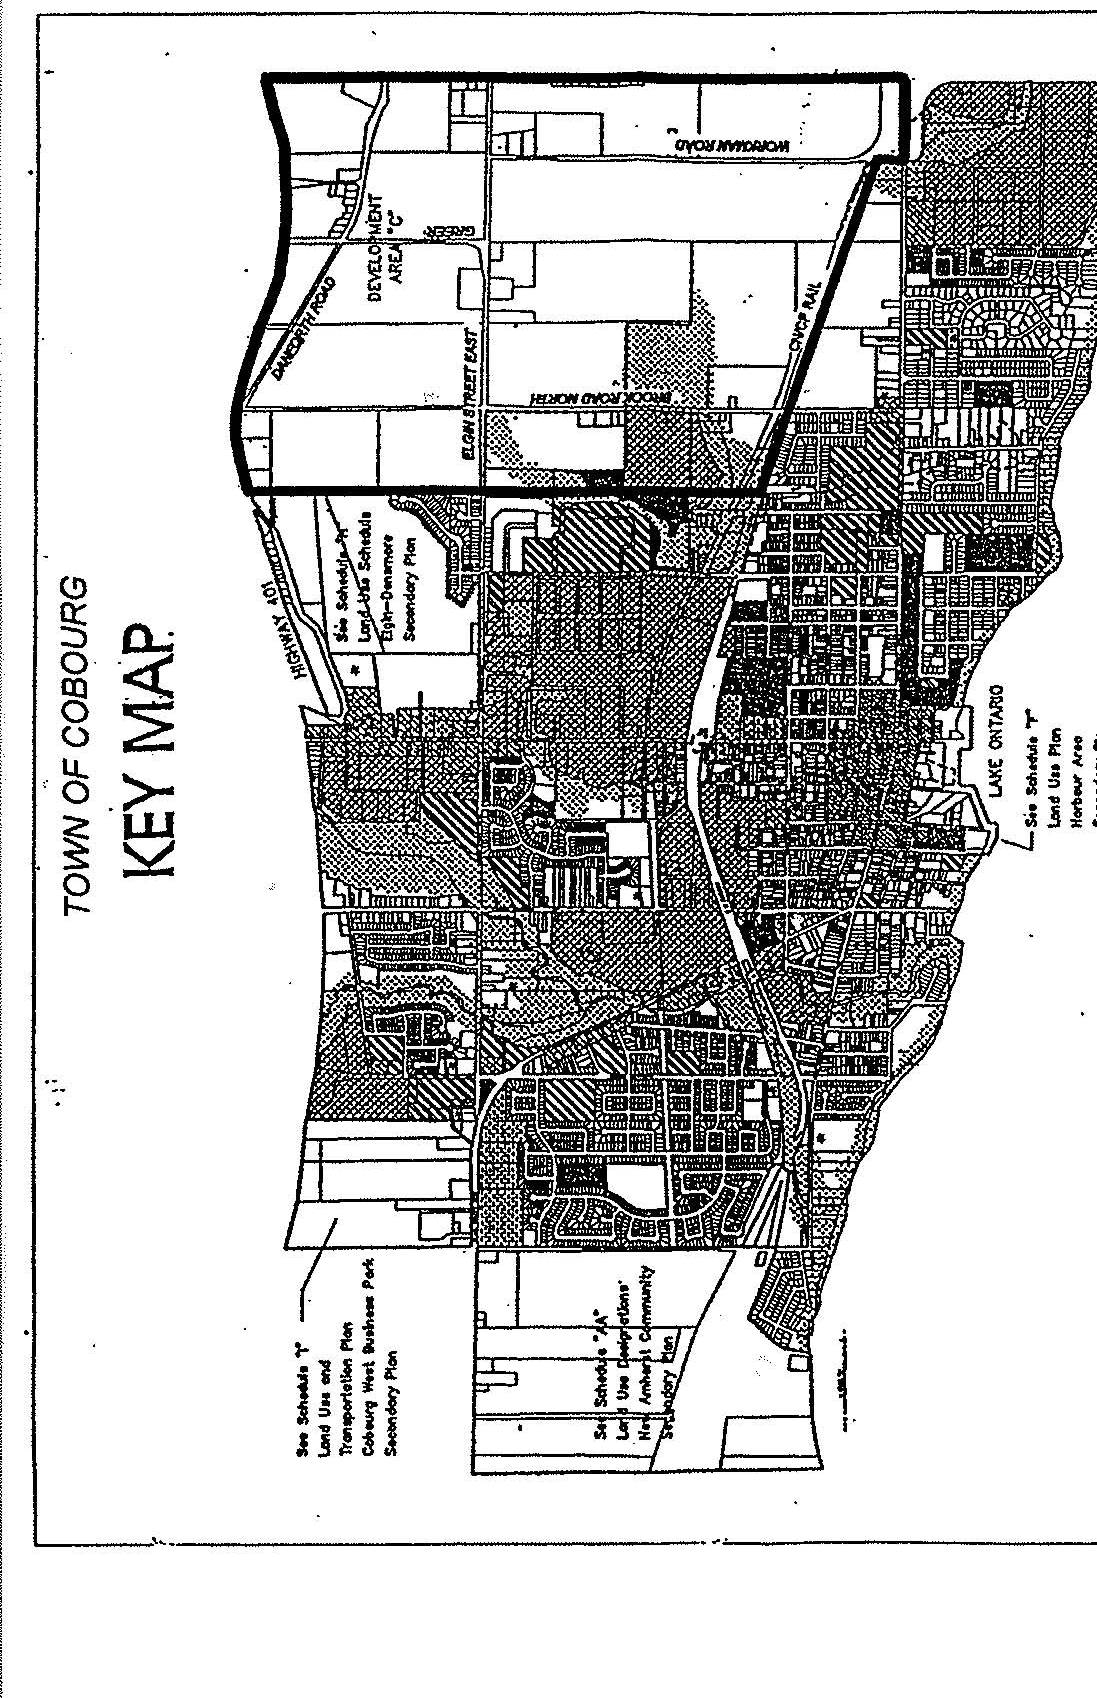 TOWN OF COBOURG
KEY MAP
HIGHWAY 401
DANFORTH ROAD
DEVELOPMENT
AREA "C"
GREER
ELGIN STREET EAST
BROOK ROAD NORTH
WORKMAN ROAD
CN/CP RAIL
See Schedule
Land Use Schedule
Elgin-Densmore
Secondary Plan
LAKE ONTARIO
See Schedule "F"
Land Use Plan
Harbour Area
See Schedule "I"
Land Use and
Transportation Plan
Cobourg West Business Park
Secondary Plan
See Schedule "AA"
Land Use Designations
New Amherst Community
Secondary Plan